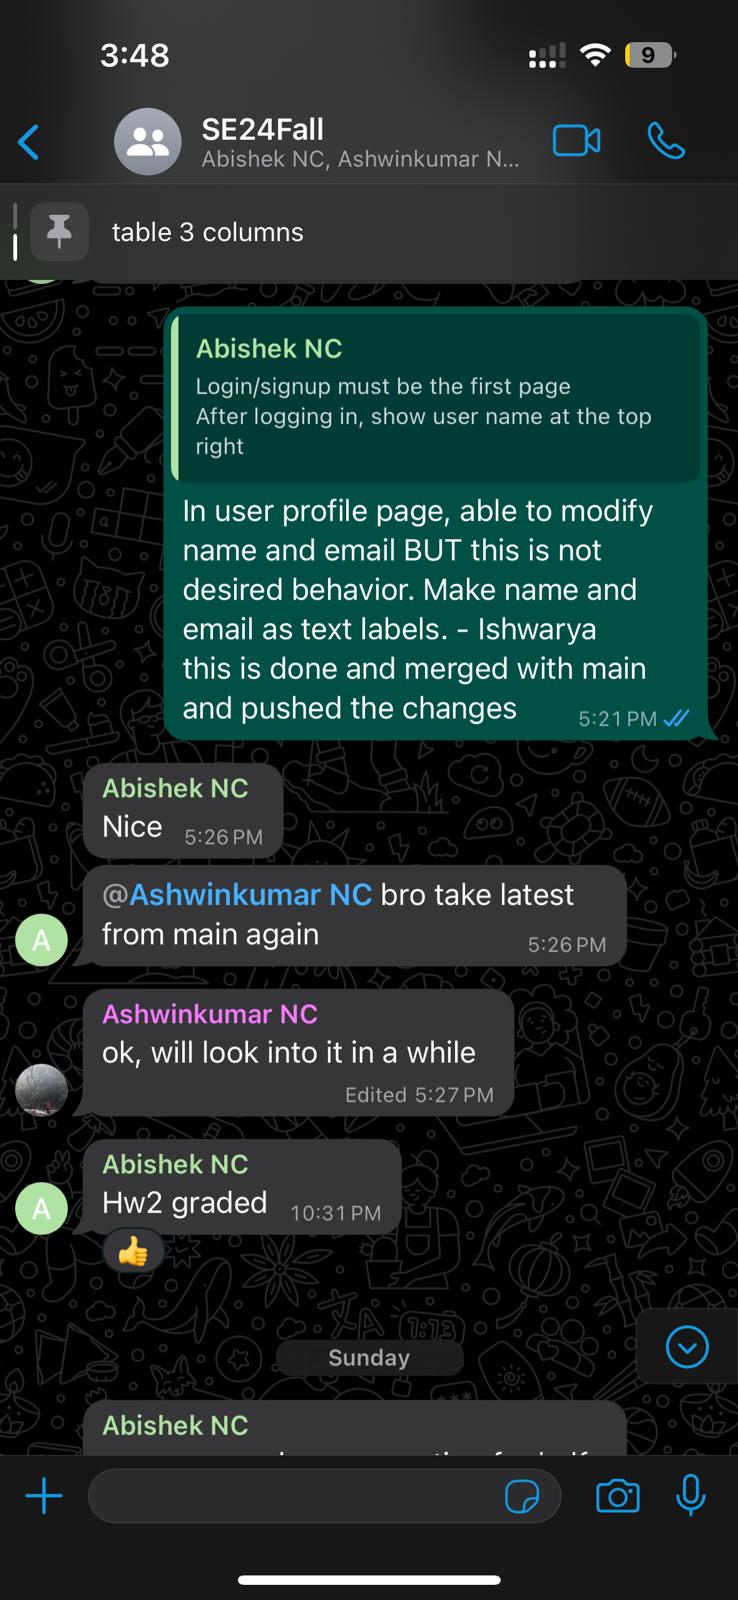 3:48
9
SE24Fall
Abishek NC, Ashwinkumar N...
table 3 columns
Abishek NC
Login/signup must be the first page
After logging in, show user name at the top
right
In user profile page, able to modify
name and email BUT this is not
desired behavior. Make name and
email as text labels. - Ishwarya
this is done and merged with main
and pushed the changes
5:21 PM
Abishek NC
Nice
5:26 PM
@Ashwinkumar NC bro take latest
from main again
5:26 PM
A
Ashwinkumar NC
ok, will look into it in a while
Edited 5:27 PM
Abishek NC
Hw2 graded
10:31 PM
A
Sunday
Abishek NC